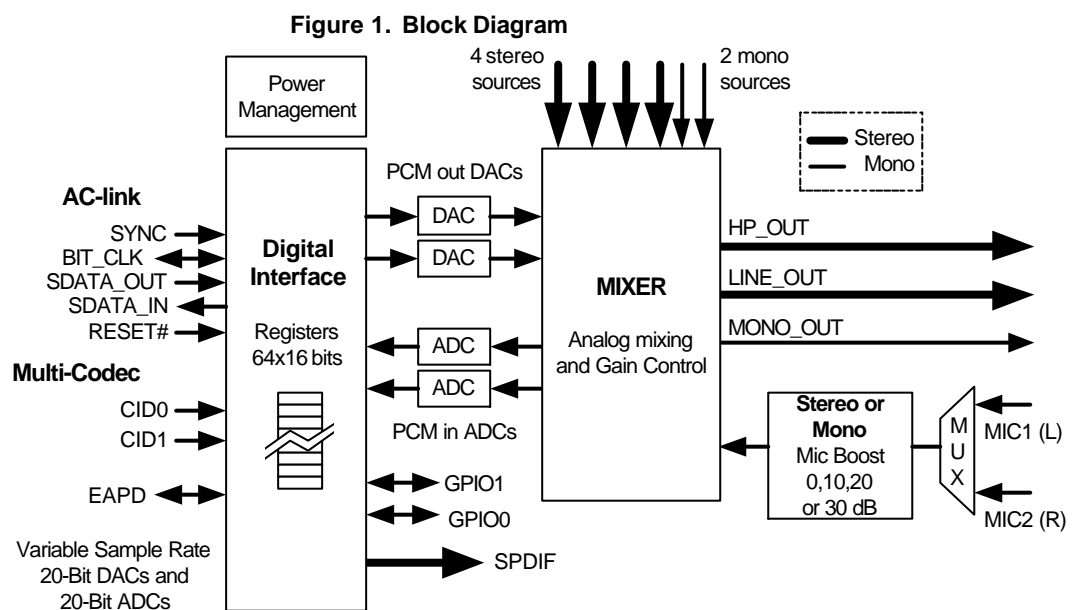 Figure 1. Block Diagram
4 stereo
sources
2 mono
sources
Power
Management
Stereo
Mono
PCM out DACs
AC-link
SYNC
BIT_CLK
SDATA_OUT
SDATA_IN
RESET#
Multi-Codec
CID0
CID1
EAPD
Variable Sample Rate
20-Bit DACs and
20-Bit ADCs
Digital
Interface
Registers
64x16 bits
DAC
DAC
ADC
ADC
PCM in ADCs
GPIO1
GPIO0
SPDIF
MIXER
Analog mixing
and Gain Control
HP_OUT
LINE_OUT
MONO_OUT
Stereo or
Mono
Mic Boost
0,10,20
or 30 dB
M
U
X
MIC1 (L)
MIC2 (R)